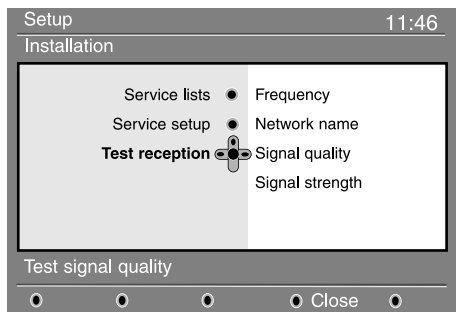 Setup 11:46
Installation
Service lists Frequency
Service setup Network name
Test reception Signal quality
Signal strength
Test signal quality
Close